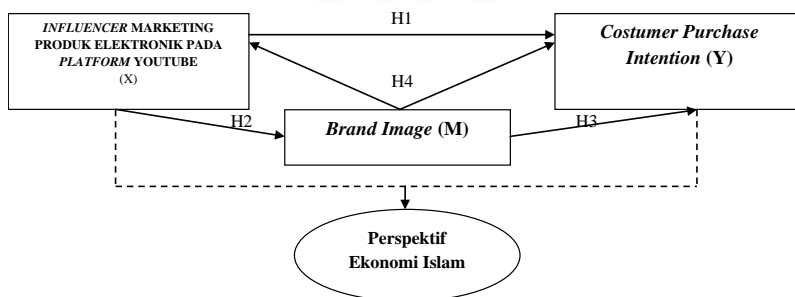 INFLUENCER MARKETING
PRODUK ELEKTRONIK PADA
PLATFORM YOUTUBE
(X)
H1
Costumer Purchase
Intention (Y)
H4
H2
Brand Image (M)
H3
Perspektif
Ekonomi Islam